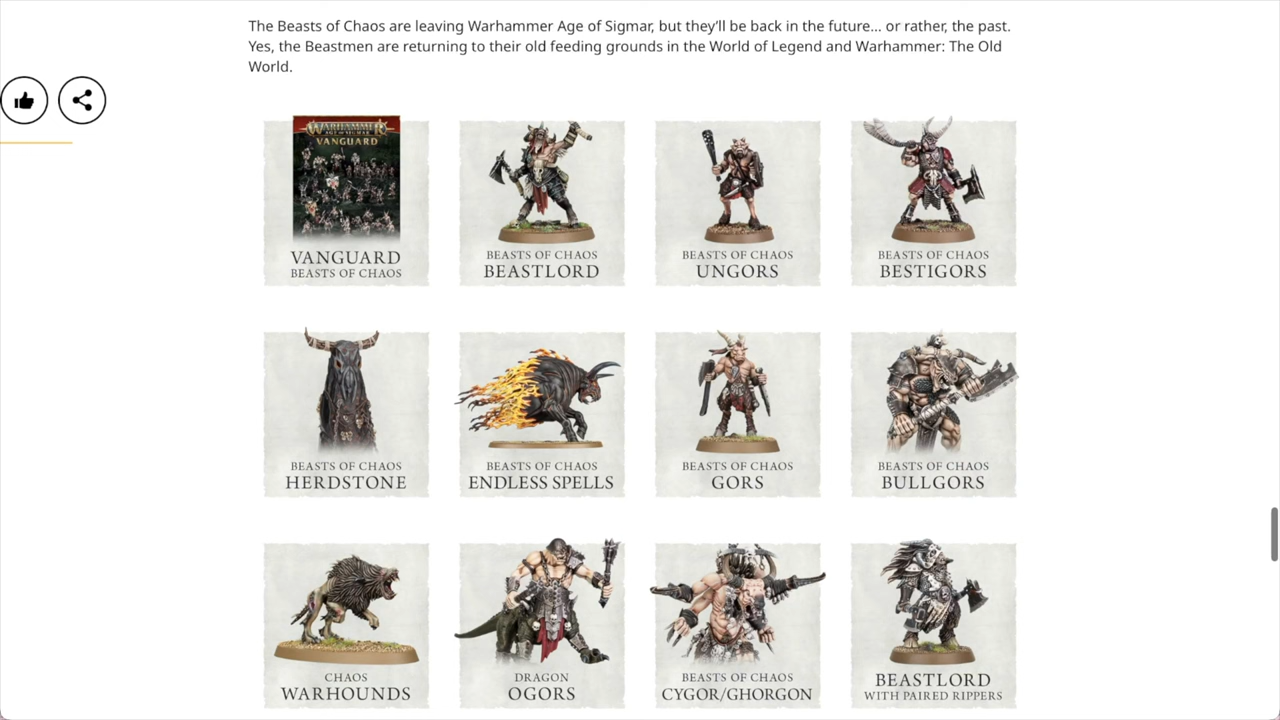 The Beasts of Chaos are leaving Warhammer Age of Sigmar, but they’ll be back in the future… or rather, the past.
Yes, the Beastmen are returning to their old feeding grounds in the World of Legend and Warhammer: The Old
World.
WARHAMMER
AGE OF SIGMAR
VANGUARD
VANGUARD
BEASTS OF CHAOS
BEASTS OF CHAOS
BEASTLORD
BEASTS OF CHAOS
UNGORS
BEASTS OF CHAOS
BESTIGORS
BEASTS OF CHAOS
HERDSTONE
BEASTS OF CHAOS
ENDLESS SPELLS
BEASTS OF CHAOS
GORS
BEASTS OF CHAOS
BULLGORS
CHAOS
WARHOUNDS
DRAGON
OGORS
BEASTS OF CHAOS
CYGOR/GHORGON
BEASTLORD
WITH PAIRED RIPPERS